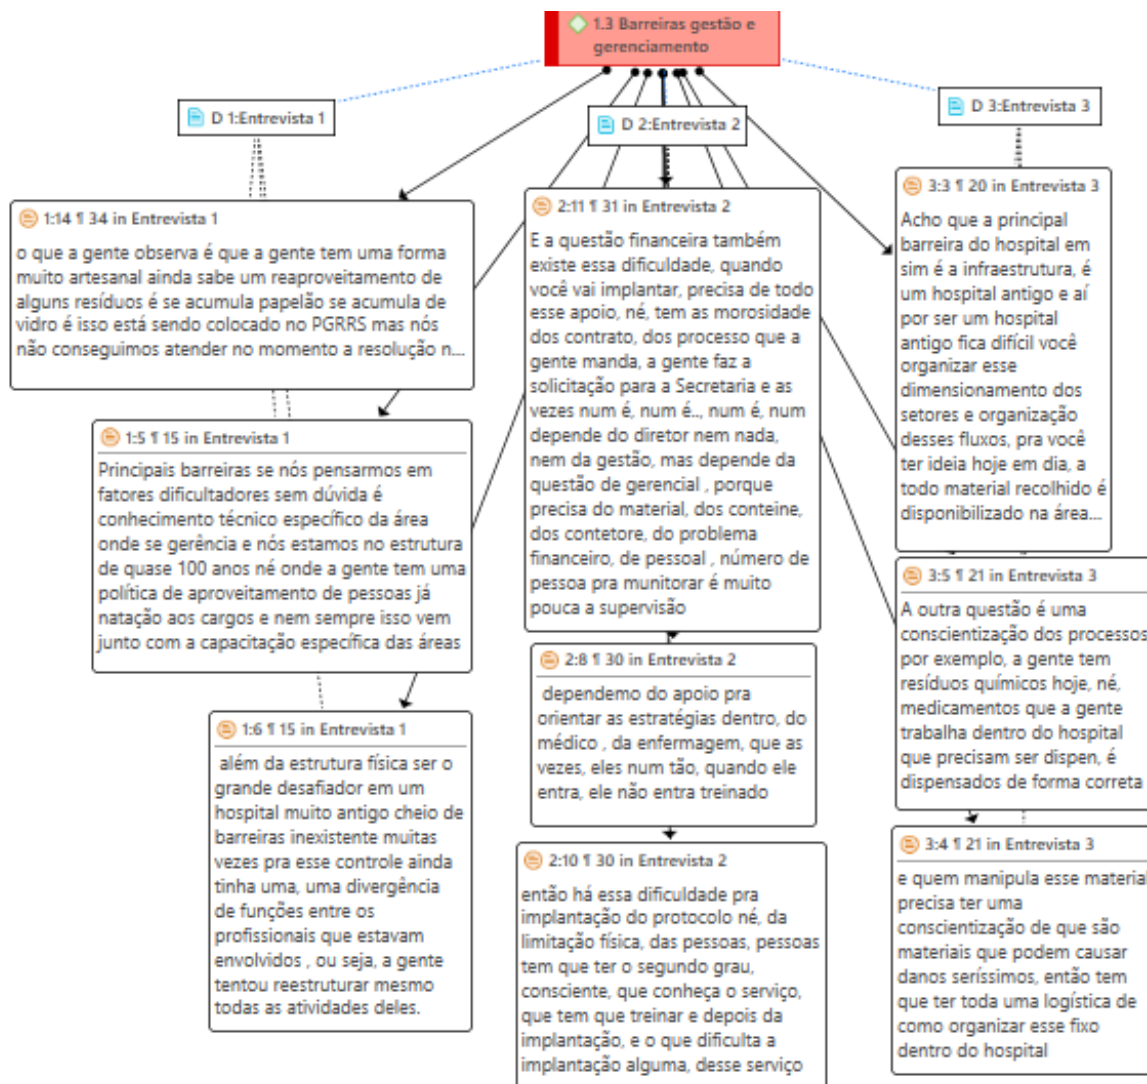 1.3 Barreiras gestão e
gerenciamento
D 1:Entrevista 1
D 2:Entrevista 2
D 3:Entrevista 3
1:14 ¶ 34 in Entrevista 1
o que a gente observa é que a gente tem uma forma
muito artesanal ainda sabe um reaproveitamento de
alguns resíduos é se acumula papelão se acumula de
vidro é isso está sendo colocado no PGRRS mas nós
não conseguimos atender no momento a resolução n...
1:5 ¶ 15 in Entrevista 1
Principais barreiras se nós pensarmos em
fatores dificultadores sem dúvida é
conhecimento técnico específico da área
onde se gerência e nós estamos no estrutura
de quase 100 anos né onde a gente tem uma
política de aproveitamento de pessoas já
natação aos cargos e nem sempre isso vem
junto com a capacitação específica das áreas
1:6 ¶ 15 in Entrevista 1
além da estrutura física ser o
grande desafiador em um
hospital muito antigo cheio de
barreiras inexistente muitas
vezes pra esse controle ainda
tinha uma, uma divergência
de funções entre os
profissionais que estavam
envolvidos , ou seja, a gente
tentou reestruturar mesmo
todas as atividades deles.
2:11 ¶ 31 in Entrevista 2
E a questão financeira também
existe essa dificuldade, quando
você vai implantar, precisa de todo
esse apoio, né, tem as morosidade
dos contrato, dos processo que a
gente manda, a gente faz a
solicitação para a Secretaria e as
vezes num é, num é.., num é, num
depende do diretor nem nada,
nem da gestão, mas depende da
questão de gerencial , porque
precisa do material, dos conteine,
dos contetore, do problema
financeiro, de pessoal , número de
pessoa pra munitorar é muito
pouca a supervisão
2:8 ¶ 30 in Entrevista 2
dependemo do apoio pra
orientar as estratégias dentro, do
médico , da enfermagem, que as
vezes, eles num tão, quando ele
entra, ele não entra treinado
2:10 ¶ 30 in Entrevista 2
então há essa dificuldade pra
implantação do protocolo né, da
limitação física, das pessoas, pessoas
tem que ter o segundo grau,
consciente, que conheça o serviço,
que tem que treinar e depois da
implantação, e o que dificulta a
implantação alguma, desse serviço
3:3 ¶ 20 in Entrevista 3
Acho que a principal
barreira do hospital em
sim é a infraestrutura, é
um hospital antigo e aí
por ser um hospital
antigo fica difícil você
organizar esse
dimensionamento dos
setores e organização
desses fluxos, pra você
ter ideia hoje em dia, a
todo material recolhido é
disponibilizado na área...
3:5 ¶ 21 in Entrevista 3
A outra questão é uma
conscientização dos processos
por exemplo, a gente tem
resíduos químicos hoje, né,
medicamentos que a gente
trabalha dentro do hospital
que precisam ser dispen, é
dispensados de forma correta
3:4 ¶ 21 in Entrevista 3
e quem manipula esse material
precisa ter uma
conscientização de que são
materiais que podem causar
danos seríssimos, então tem
que ter toda uma logística de
como organizar esse fixo
dentro do hospital